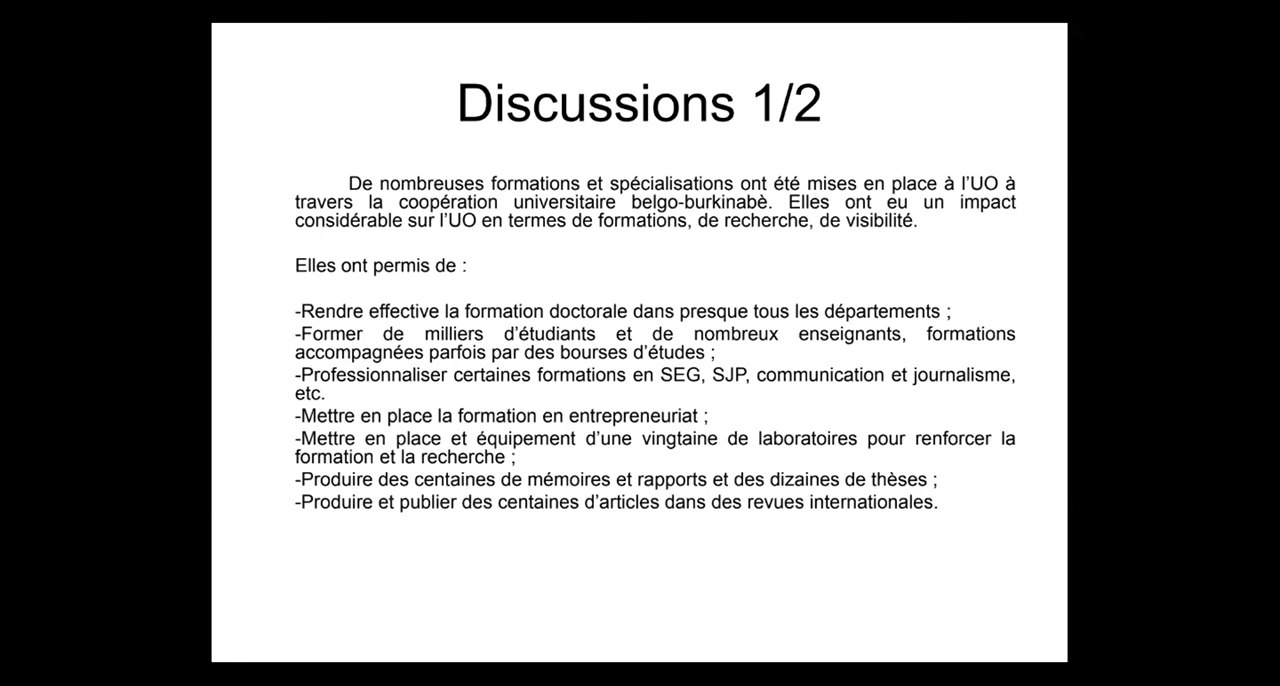 Discussions 1/2
De nombreuses formations et spécialisations ont été mises en place à l'UO à
travers la coopération universitaire belgo-burkinabè. Elles ont eu un impact
considérable sur l'UO en termes de formations, de recherche, de visibilité.
Elles ont permis de :
-Rendre effective la formation doctorale dans presque tous les départements ;
-Former de milliers d'étudiants et de nombreux enseignants, formations
accompagnées parfois par des bourses d'études ;
-Professionnaliser certaines formations en SEG, SJP, communication et journalisme,
etc.
-Mettre en place la formation en entrepreneuriat ;
-Mettre en place et équipement d'une vingtaine de laboratoires pour renforcer la
formation et la recherche ;
-Produire des centaines de mémoires et rapports et des dizaines de thèses ;
-Produire et publier des centaines d'articles dans des revues internationales.